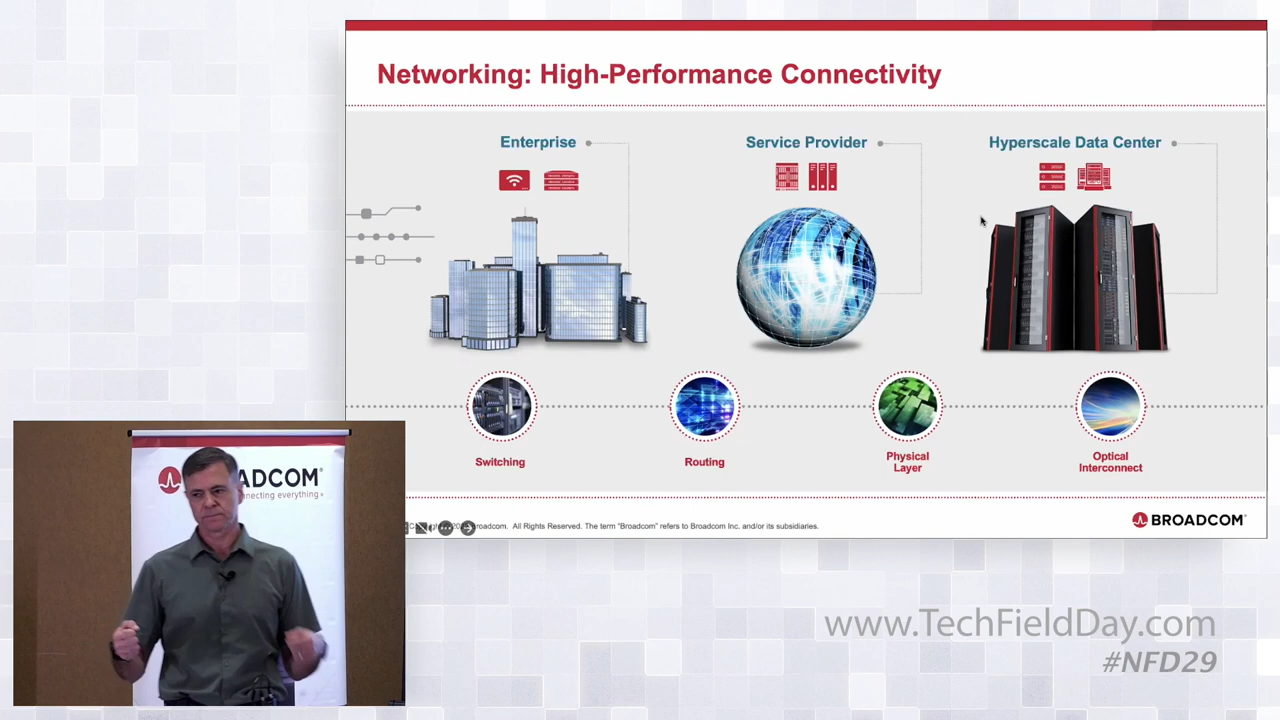 Networking: High-Performance Connectivity
Enterprise
Service Provider
Hyperscale Data Center
Switching
Routing
Physical
Layer
Optical
Interconnect
Broadcom. All Rights Reserved. The term “Broadcom” refers to Broadcom Inc. and/or its subsidiaries.
BROADCOM®
ADCOM®
necting everything®
www.TechFieldDay.com
#NFD29